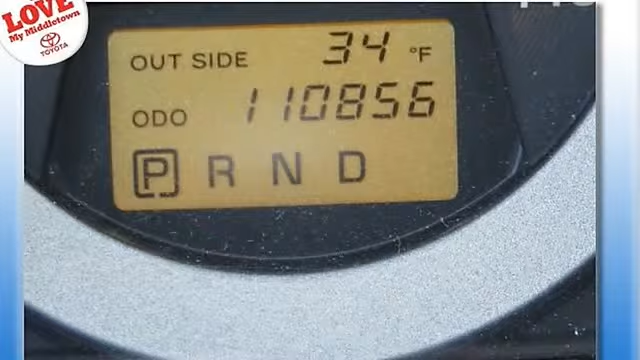 LOVE
My Middletown
TOYOTA
OUT SIDE 34 °F
ODO 110856
P R N D